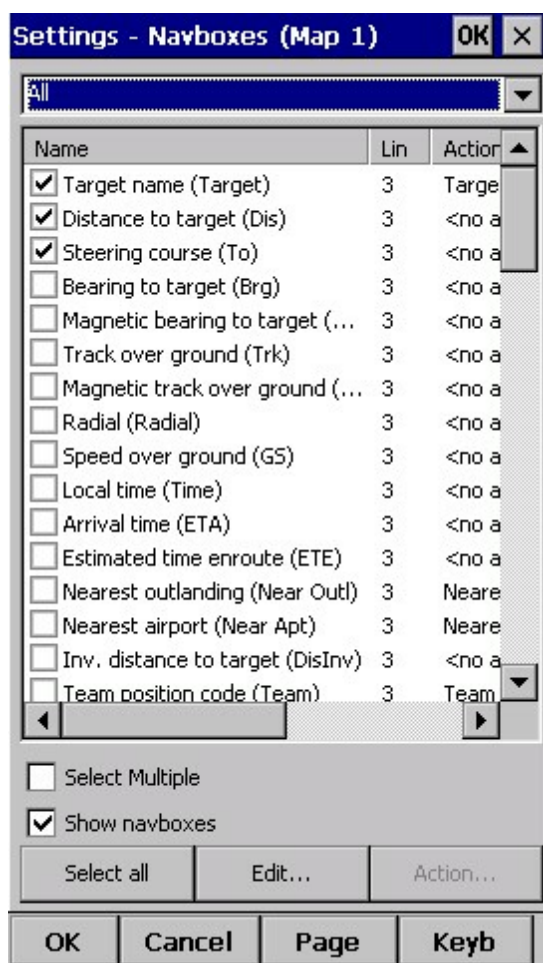 Settings - Navboxes (Map 1) OK
All
Name Lin Action
Target name (Target) 3 Targe
Distance to target (Dis) 3 <no a
Steering course (To) 3 <no a
Bearing to target (Brg) 3 <no a
Magnetic bearing to target (... 3 <no a
Track over ground (Trk) 3 <no a
Magnetic track over ground (... 3 <no a
Radial (Radial) 3 <no a
Speed over ground (GS) 3 <no a
Local time (Time) 3 <no a
Arrival time (ETA) 3 <no a
Estimated time enroute (ETE) 3 <no a
Nearest outlanding (Near Outl) 3 Neare
Nearest airport (Near Apt) 3 Neare
Inv. distance to target (DisInv) 3 <no a
Team position code (Team) 3 Team
Select Multiple
Show navboxes
Select all Edit... Action...
OK Cancel Page Keyb